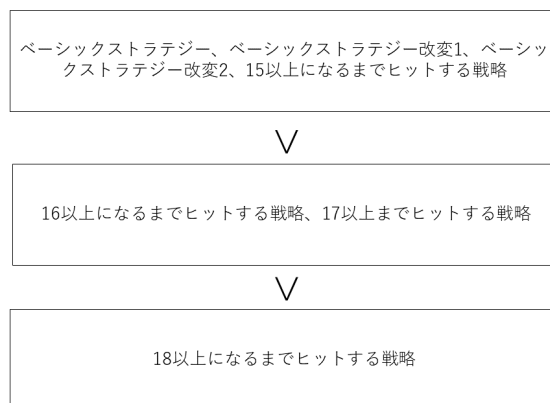 ベーシックストラテジー、ベーシックストラテジー改変1、ベーシッ
クストラテジー改変2、15以上になるまでヒットする戦略
16以上になるまでヒットする戦略、17以上までヒットする戦略
18以上になるまでヒットする戦略